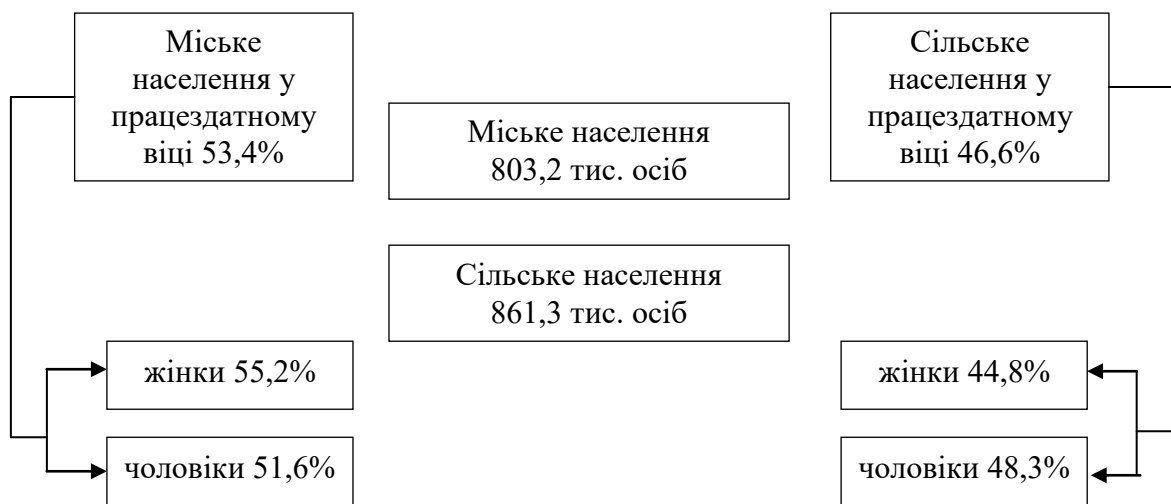 Міське
населення у
працездатному
віці 53,4%
Міське населення
803,2 тис. осіб
Сільське
населення у
працездатному
віці 46,6%
Сільське населення
861,3 тис. осіб
жінки 55,2%
жінки 44,8%
чоловіки 51,6%
чоловіки 48,3%